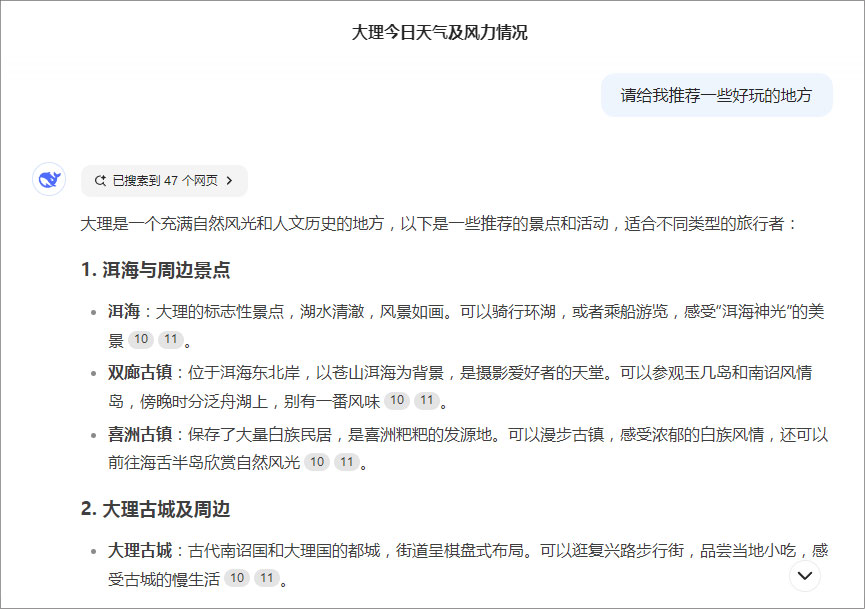 大理今日天气及风力情况
请给我推荐一些好玩的地方
已搜索到 47 个网页
大理是一个充满自然风光和人文历史的地方，以下是一些推荐的景点和活动，适合不同类型的旅行者：
1. 洱海与周边景点
• 洱海：大理的标志性景点，湖水清澈，风景如画。可以骑行环湖，或者乘船游览，感受“洱海神光”的美
景 10 11 。
• 双廊古镇：位于洱海东北岸，以苍山洱海为背景，是摄影爱好者的天堂。可以参观玉几岛和南诏风情
岛，傍晚时分泛舟湖上，别有一番风味 10 11 。
• 喜洲古镇：保存了大量白族民居，是喜洲粑粑的发源地。可以漫步古镇，感受浓郁的白族风情，还可以
前往海舌半岛欣赏自然风光 10 11 。
2. 大理古城及周边
• 大理古城：古代南诏国和大理国的都城，街道呈棋盘式布局。可以逛复兴路步行街，品尝当地小吃，感
受古城的慢生活 10 11 。